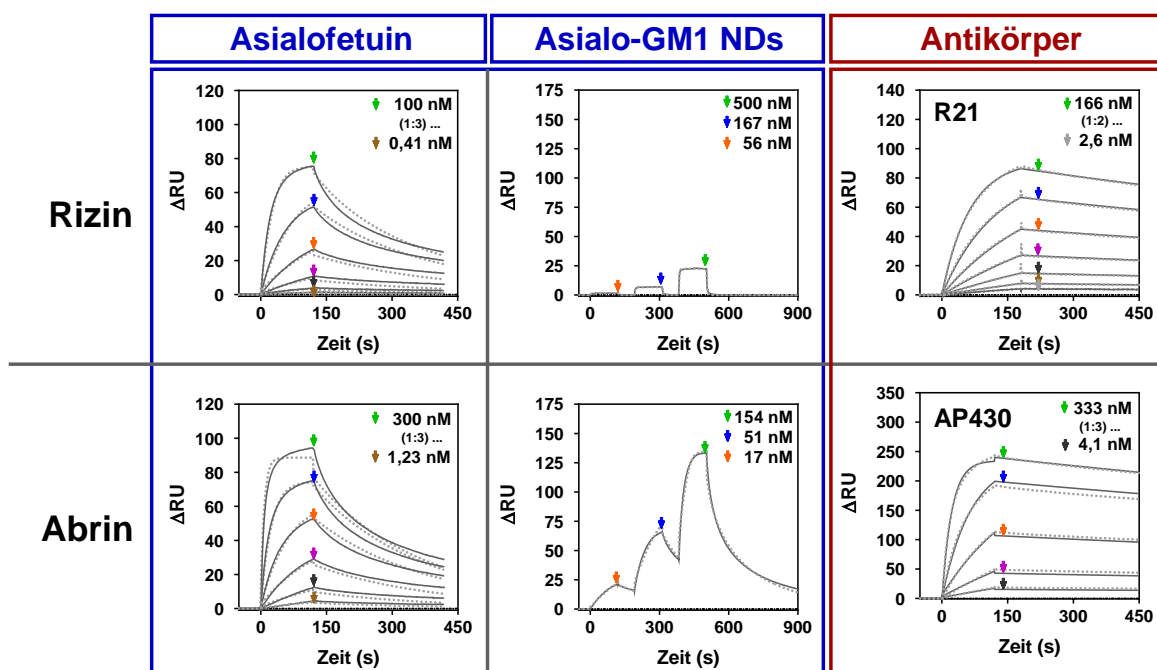 Asialofetuin
Asialo-GM1 NDs
Antikörper
Rizin
120
100
80
60
40
20
0
ΔRU
0
150
300
450
Zeit (s)
100 nM
(1:3) ...
0,41 nM
175
150
125
100
75
50
25
0
ΔRU
0
300
600
900
Zeit (s)
500 nM
167 nM
56 nM
140
120
100
80
60
40
20
0
ΔRU
0
150
300
450
Zeit (s)
R21
166 nM
(1:2) ...
2,6 nM
Abrin
120
100
80
60
40
20
0
ΔRU
0
150
300
450
Zeit (s)
300 nM
(1:3) ...
1,23 nM
175
150
125
100
75
50
25
0
ΔRU
0
300
600
900
Zeit (s)
154 nM
51 nM
17 nM
350
300
250
200
150
100
50
0
ΔRU
0
150
300
450
Zeit (s)
AP430
333 nM
(1:3) ...
4,1 nM